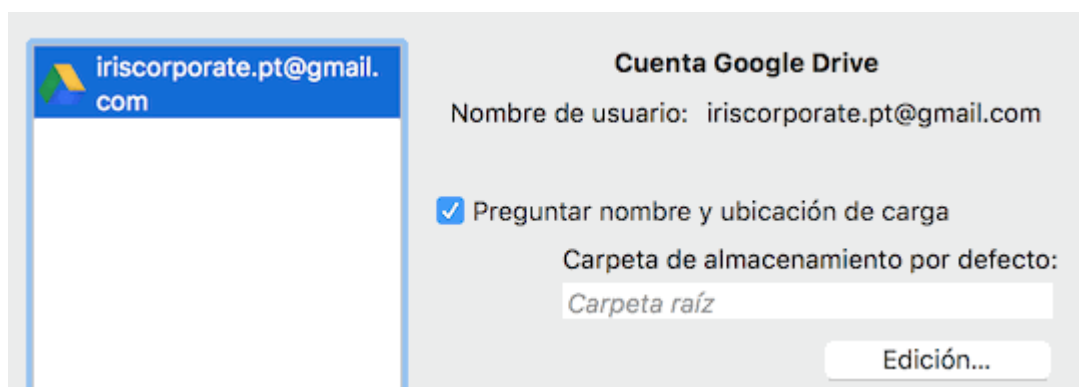 iriscorporate.pt@gmail.
com
Cuenta Google Drive
Nombre de usuario: iriscorporate.pt@gmail.com
Preguntar nombre y ubicación de carga
Carpeta de almacenamiento por defecto:
Carpeta raíz
Edición...